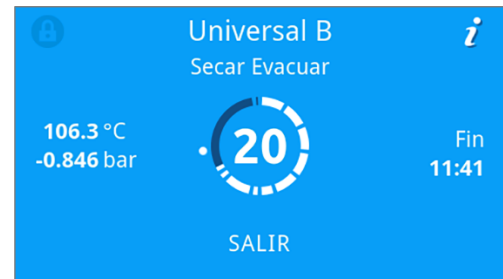 Universal B
Secar Evacuar
106.3 °C
-0.846 bar
20
Fin
11:41
SALIR